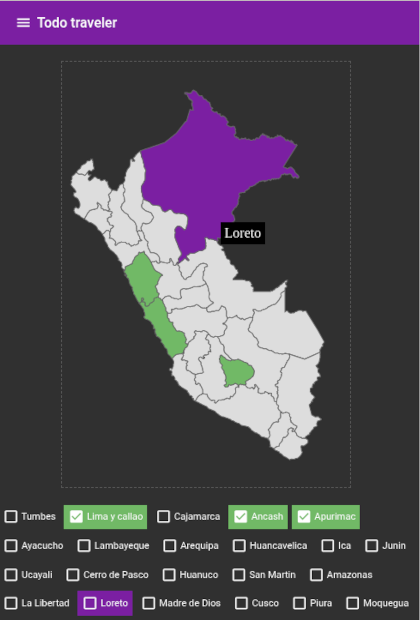 Todo traveler
Loreto
Tumbes Lima y callao Cajamarca Ancash Apurimac
Ayacucho Lambayeque Arequipa Huancavelica Ica Junin
Ucayali Cerro de Pasco Huanuco San Martin Amazonas
La Libertad Loreto Madre de Dios Cusco Piura Moquegua